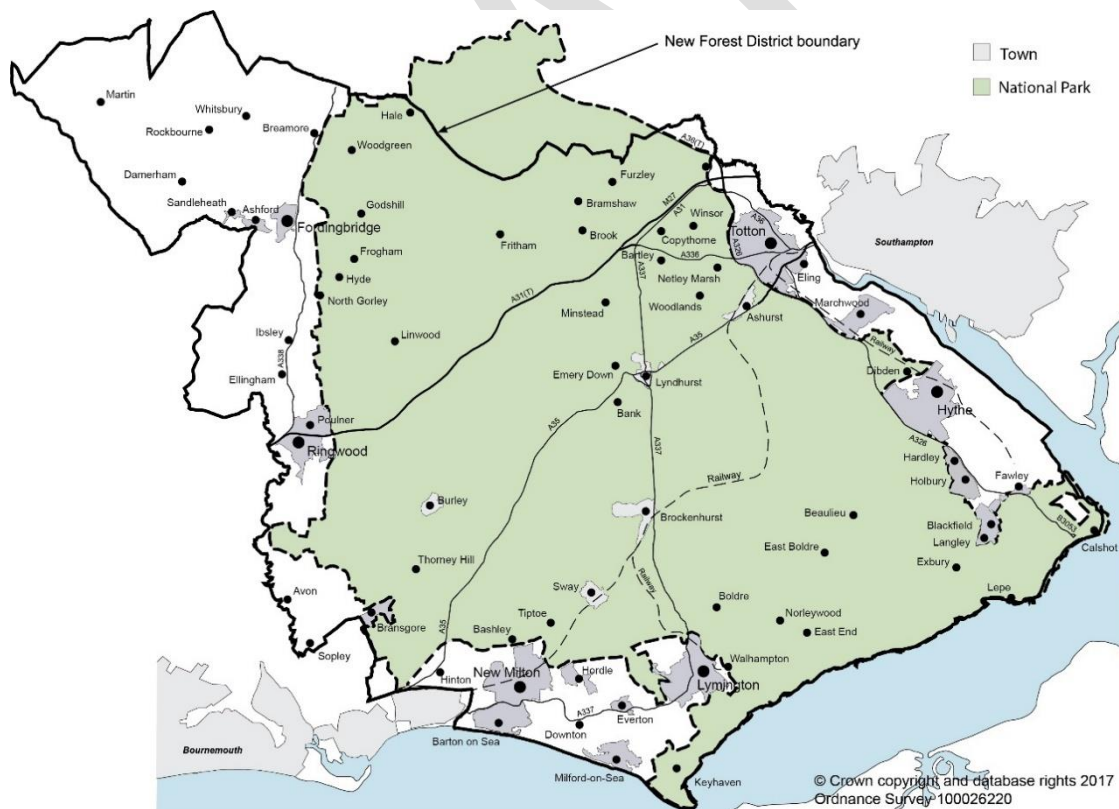 New Forest District boundary
Town
National Park
Martin
Whitsbury
Rockbourne
Breamore
Hale
Woodgreen
Damerham
Sandleheath
Ashford
Fordingbridge
Godshill
Frogham
Hyde
North Gorley
Fritham
Furzley
Bramshaw
Brook
M27
A31
A36(T)
Winsor
Copythorne
Bartley
A336
A337
Netley Marsh
Woodlands
Totton
A36
A326
Eling
Southampton
Marchwood
Ashurst
Minstead
A31(T)
Linwood
Ibsley
A338
Ellingham
Emery Down
Lyndhurst
A35
Bank
Railway
Dibden
Hythe
Poulner
Ringwood
A35
A337
A326
Hardley
Holbury
Fawley
Railway
Burley
Brockenhurst
Beaulieu
Blackfield
Langley
B3053
Calshot
East Boldre
Exbury
Thorney Hill
Lepe
Avon
Sway
Railway
Boldre
Norleywood
East End
Bransgore
Tiptoe
Bashley
A35
Sopley
Hinton
New Milton
Hordle
Walhampton
Lymington
Everton
A337
Barton on Sea
Downton
Bournemouth
Milford-on-Sea
Keyhaven
© Crown copyright and database rights 2017
Ordnance Survey 100026220